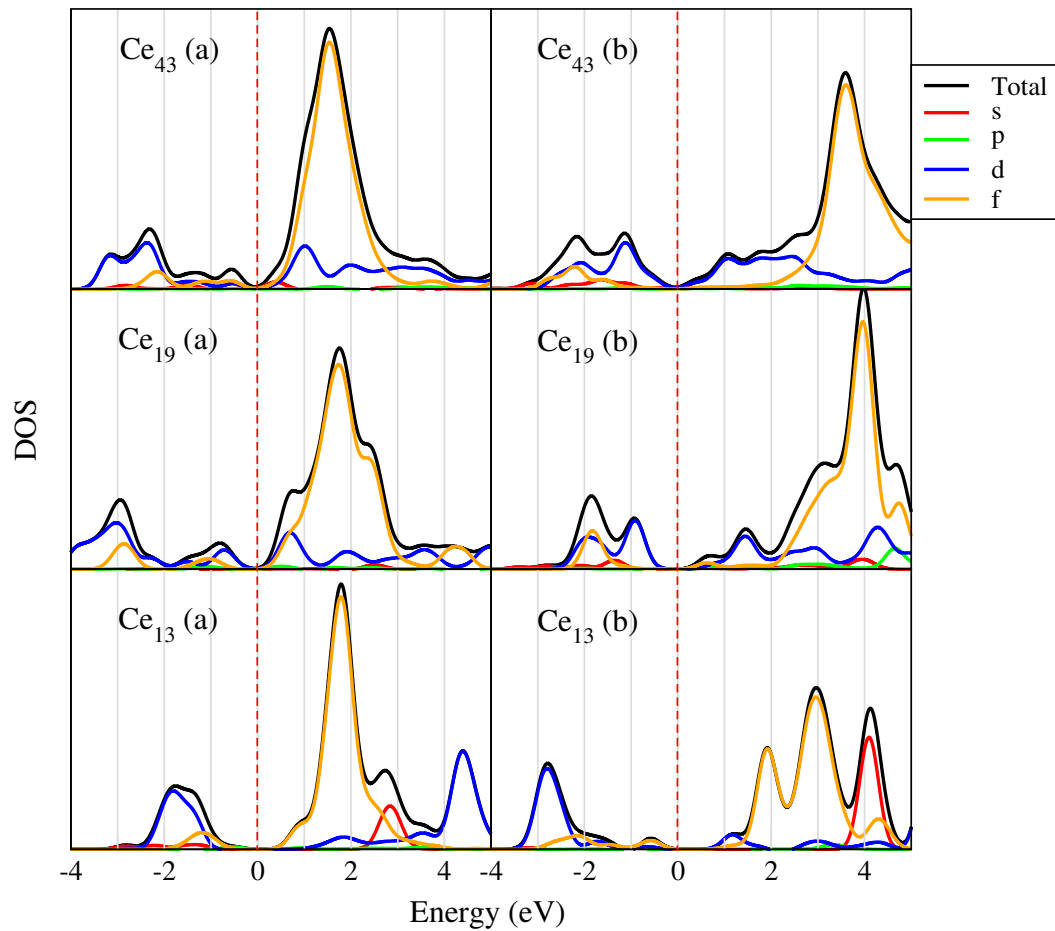 Ce43 (a)
Ce43 (b)
Total
s
p
d
f
Ce19 (a)
Ce19 (b)
DOS
Ce13 (a)
Ce13 (b)
-4 -2 0 2 4 -4 -2 0 2 4
Energy (eV)